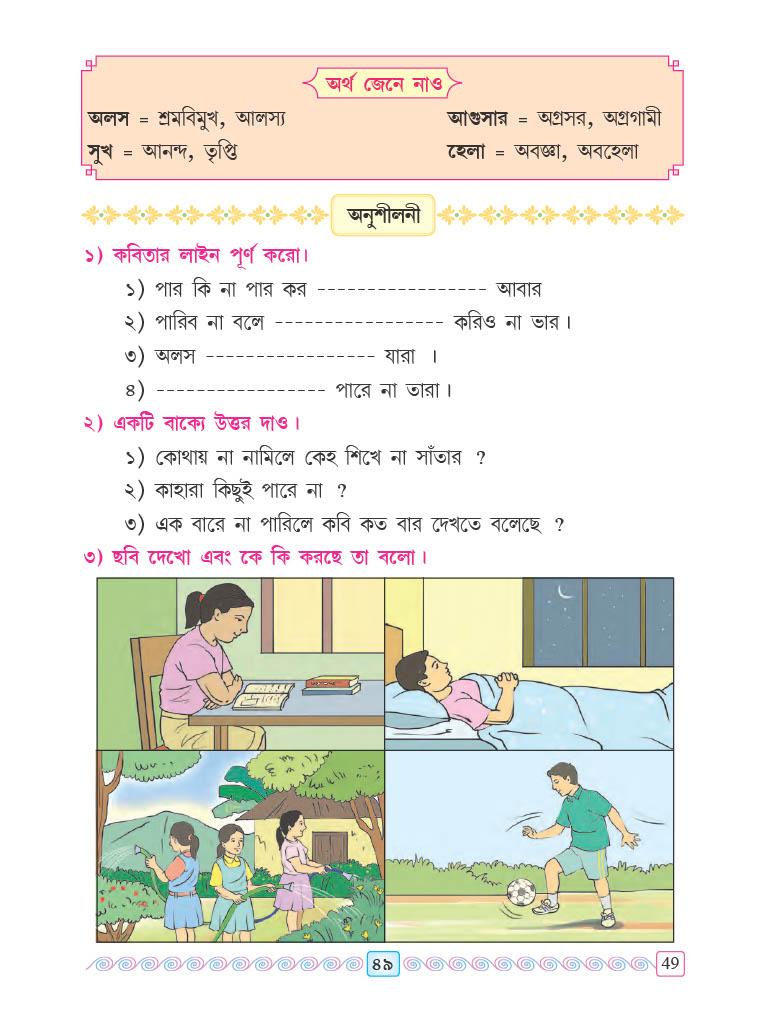 অর্থ জেনে নাও
অলস = শ্রমবিমুখ, আলস্য আগুসার = অগ্রসর, অগ্রগামী
সুখ = আনন্দ, তৃপ্তি হেলা = অবজ্ঞা, অবহেলা
অনুশীলনী
১) কবিতার লাইন পূর্ণ করো।
১) পার কি না পার কর ----------------- আবার
২) পারিব না বলে ----------------- করিও না ভার।
৩) অলস ----------------- যারা ।
৪) ----------------- পারে না তারা।
২) একটি বাক্যে উত্তর দাও।
১) কোথায় না নামিলে কেহ শিখে না সাঁতার ?
২) কাহারা কিছুই পারে না ?
৩) এক বারে না পারিলে কবি কত বার দেখতে বলেছে ?
৩) ছবি দেখো এবং কে কি করছে তা বলো।
৪৯ 49